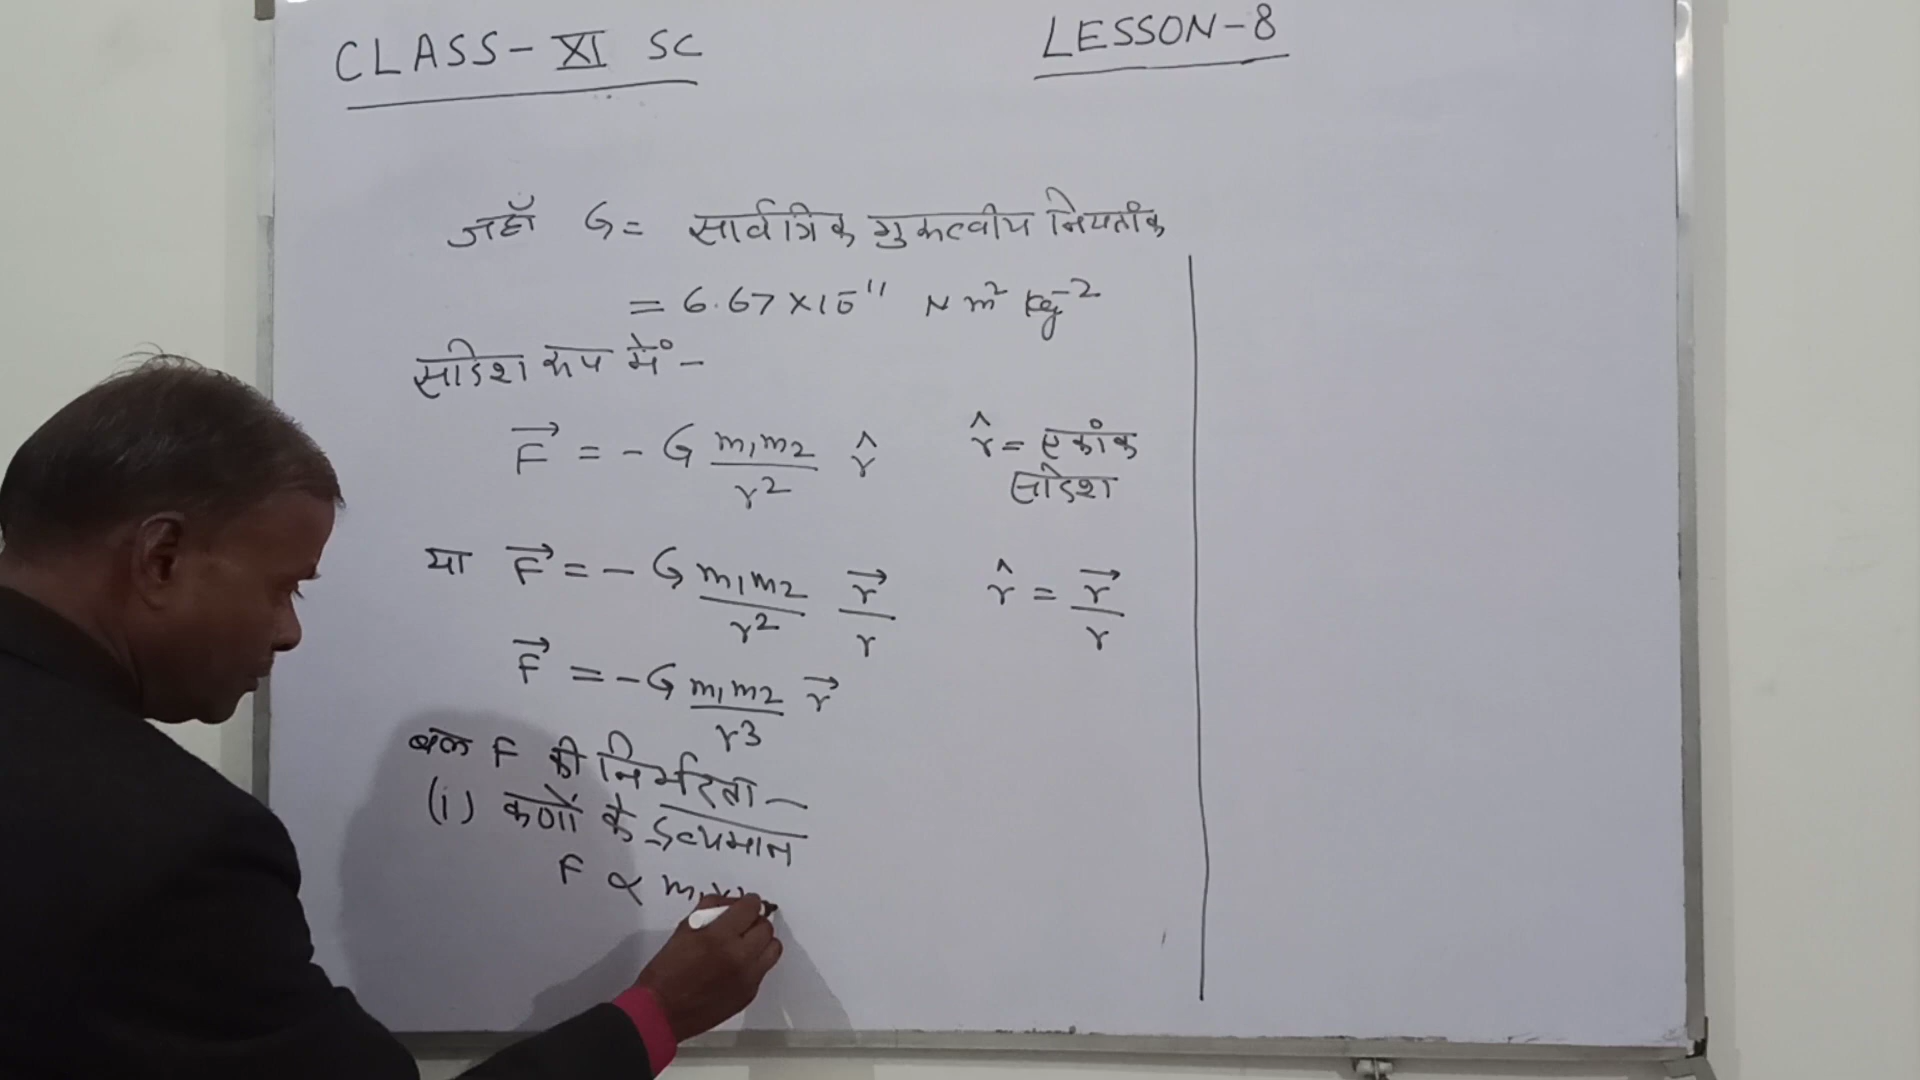 CLASS-XI SC
LESSON-8
जहाँ G = सार्वत्रिक गुरुत्वीय नियतांक
= 6.67 × 10⁻¹¹ N m² kg⁻²
सदिश रूप में -
F⃗ = - G m₁m₂/r² r̂
r̂ = एकांक
सदिश
या F⃗ = - G m₁m₂/r² r⃗/r
r̂ = r⃗/r
F⃗ = - G m₁m₂/r³ r⃗
बल F की निर्भरता -
(i) कणों के द्रव्यमान
F ∝ m₁